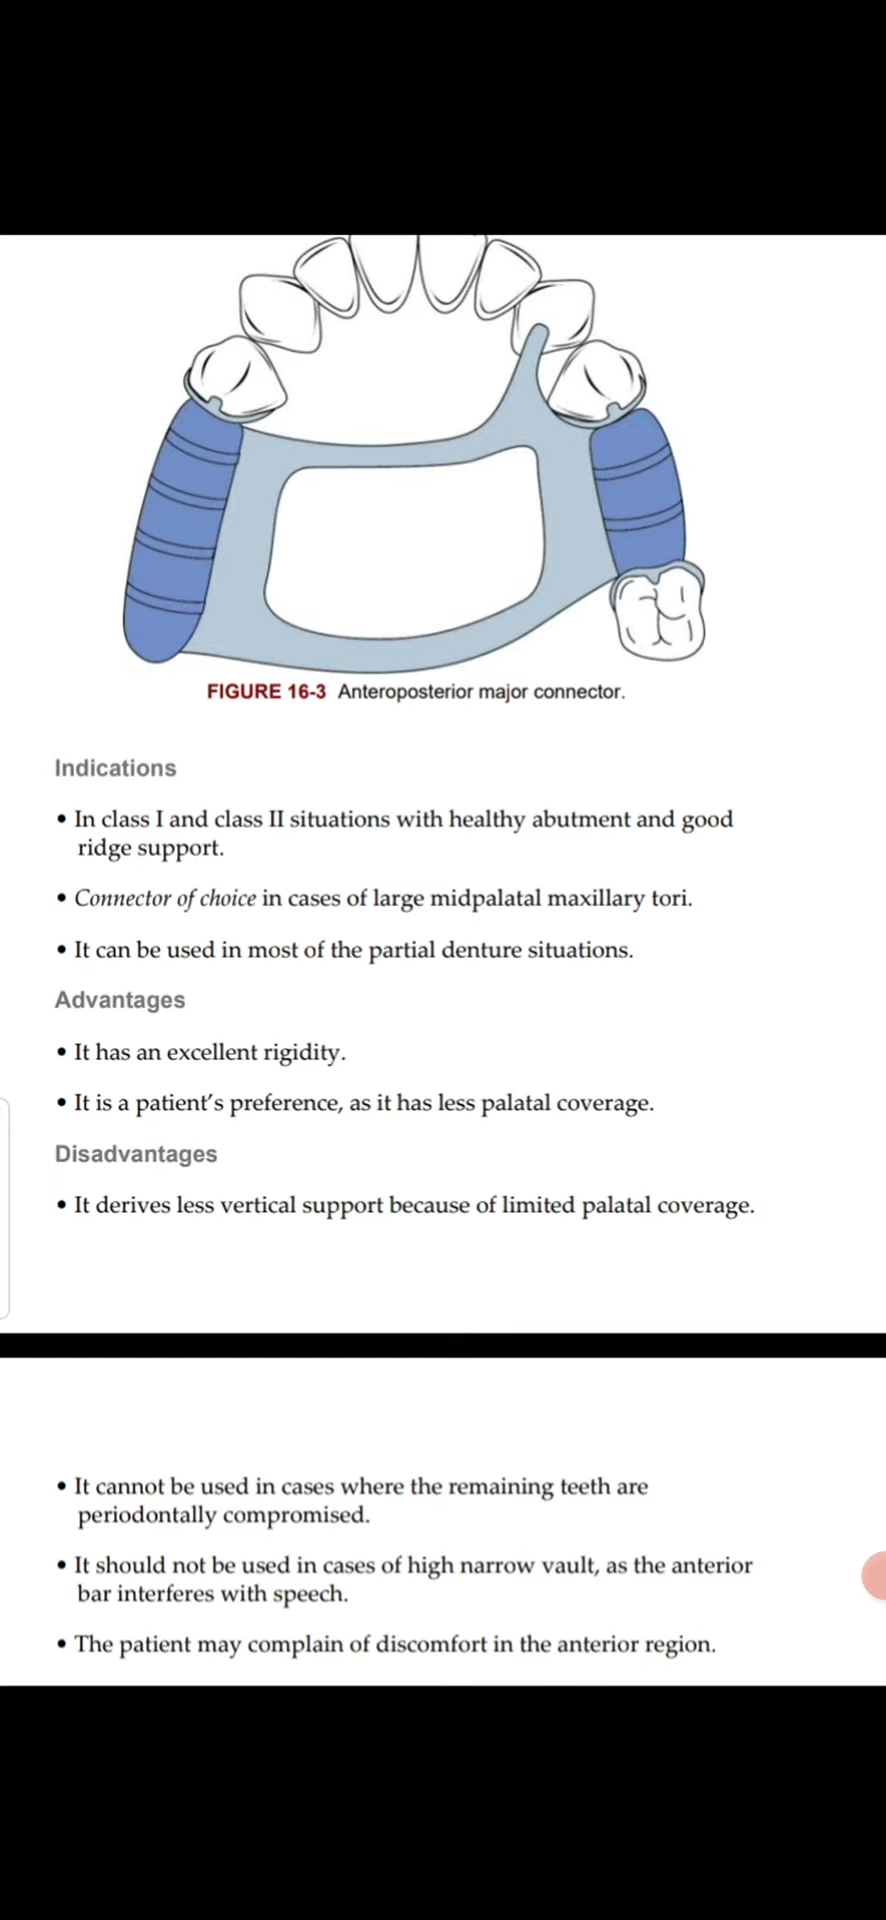 FIGURE 16-3 Anteroposterior major connector.
Indications
• In class I and class II situations with healthy abutment and good
ridge support.
• Connector of choice in cases of large midpalatal maxillary tori.
• It can be used in most of the partial denture situations.
Advantages
• It has an excellent rigidity.
• It is a patient’s preference, as it has less palatal coverage.
Disadvantages
• It derives less vertical support because of limited palatal coverage.
• It cannot be used in cases where the remaining teeth are
periodontally compromised.
• It should not be used in cases of high narrow vault, as the anterior
bar interferes with speech.
• The patient may complain of discomfort in the anterior region.